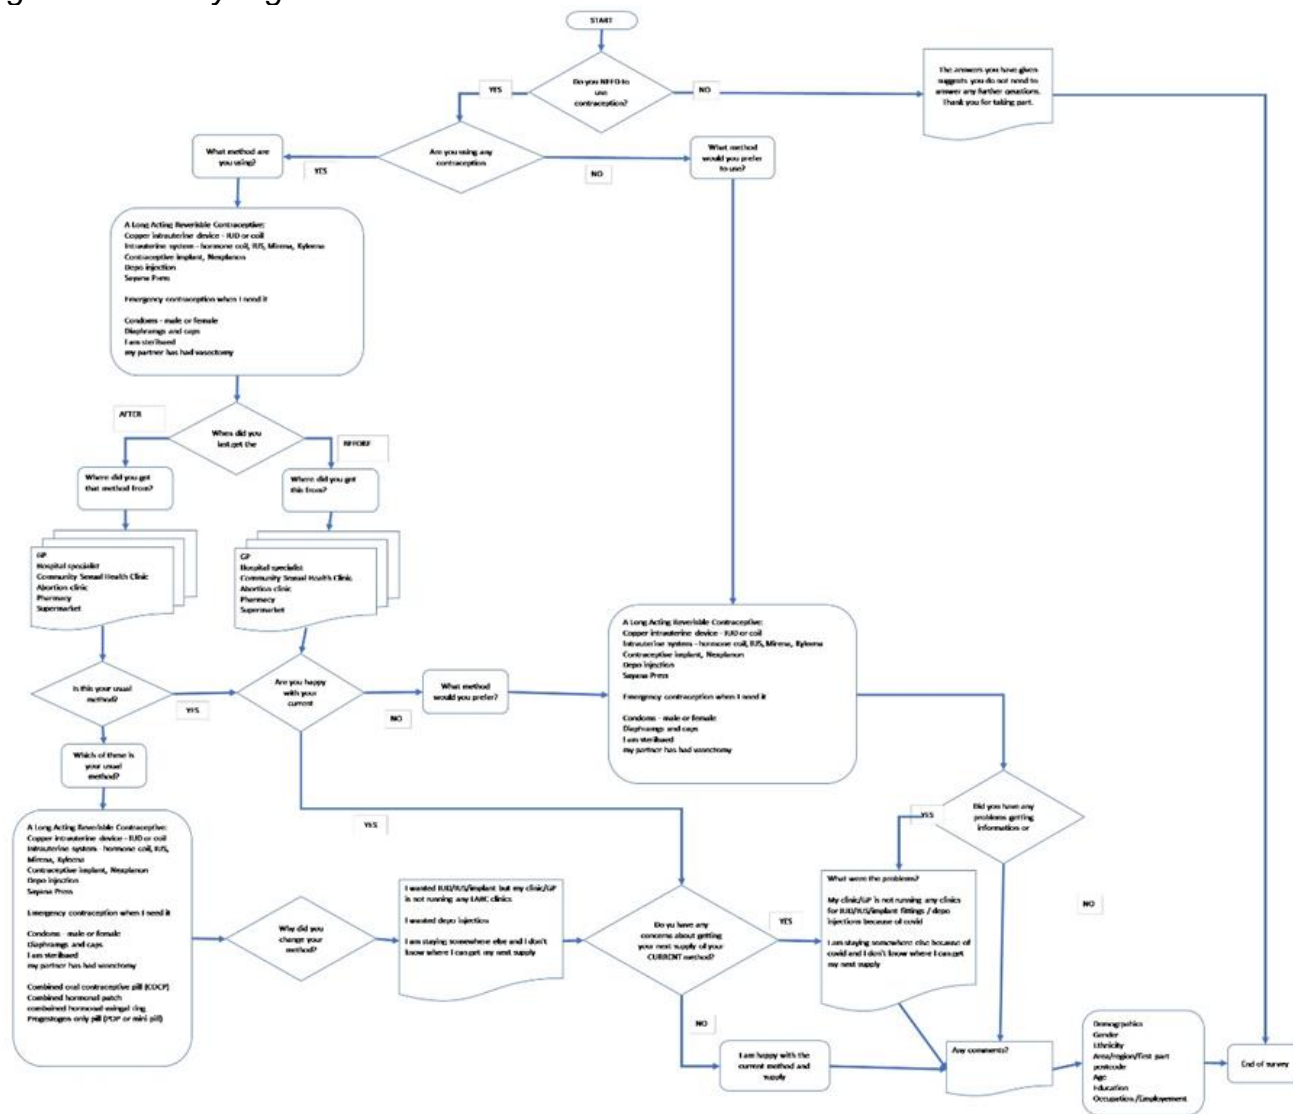 START
Do you NEED to
use
contraception?
YES
NO
The answers you have given
suggests you do not need to
answer any further qeustions.
Thank you for taking part.
What method are
you using?
YES
Are you using any
contraception
NO
What method
would you prefer
to use?
A Long Acting Reverisble Contraceptive:
Copper intrauterine device - IUD or coil
Intrauterine system - hormone coil, IUS, Mirena, Kyleena
Contraceptive implant, Nexplanon
Depo injection
Sayana Press
Emergency contraception when I need it
Condoms - male or female
Diaphramgs and caps
I am sterilsaed
my partner has had vasectomy
AFTER
When did you
last get the
BEFORE
Where did you get
that method from?
Where did you get
this from?
GP
Hospital specialist
Community Sexual Health Clinic
Abortion clinic
Pharmacy
Supermarket
GP
Hospital specialist
Community Sexual Health Clinic
Abortion clinic
Pharmacy
Supermarket
A Long Acting Reverisble Contraceptive:
Copper intrauterine device - IUD or coil
Intrauterine system - hormone coil, IUS, Mirena, Kyleena
Contraceptive implant, Nexplanon
Depo injection
Sayana Press
Emergency contraception when I need it
Condoms - male or female
Diaphramgs and caps
I am sterilsaed
my partner has had vasectomy
Is this your usual
method?
YES
Are you happy
with your
current
NO
What method
would you prefer?
Which of these is
your usual
method?
YES
Did you have any
problems getting
information or
YES
NO
A Long Acting Reverisble Contraceptive:
Copper intrauterine device - IUD or coil
Intrauterine system - hormone coil, IUS,
Mirena, Kyleena
Contraceptive implant, Nexplanon
Depo injection
Sayana Press
Emergency contraception when I need it
Condoms - male or female
Diaphramgs and caps
I am sterilsaed
my partner has had vasectomy
Combined oral contraceptive pill (COCP)
Combined hormonal patch
combeined hormonal ring
Progestogen only pill (POP or mini pill)
Why did you
change your
method?
I wanted IUD/IUS/implant but my clinic/GP
is not running any LARC clinics
I wanted depo injection
I am staying somewhere else and I don't
know where I can get my next supply
Do yu have any
concerns about getting
your next supply of your
CURRENT method?
YES
NO
What were the problems?
My clinic/GP is not running any clinics
for IUD/IUS/implant fittings / depo
injections because of covid
I am staying somewhere else because of
covid and I don't know where I can get
my next supply
I am happy with the
current method and
supply
Any comments?
Demogrpahics
Gender
Ethnicity
Area/region/first part
postcode
Age
Education
Occupation /Employement
End of survey